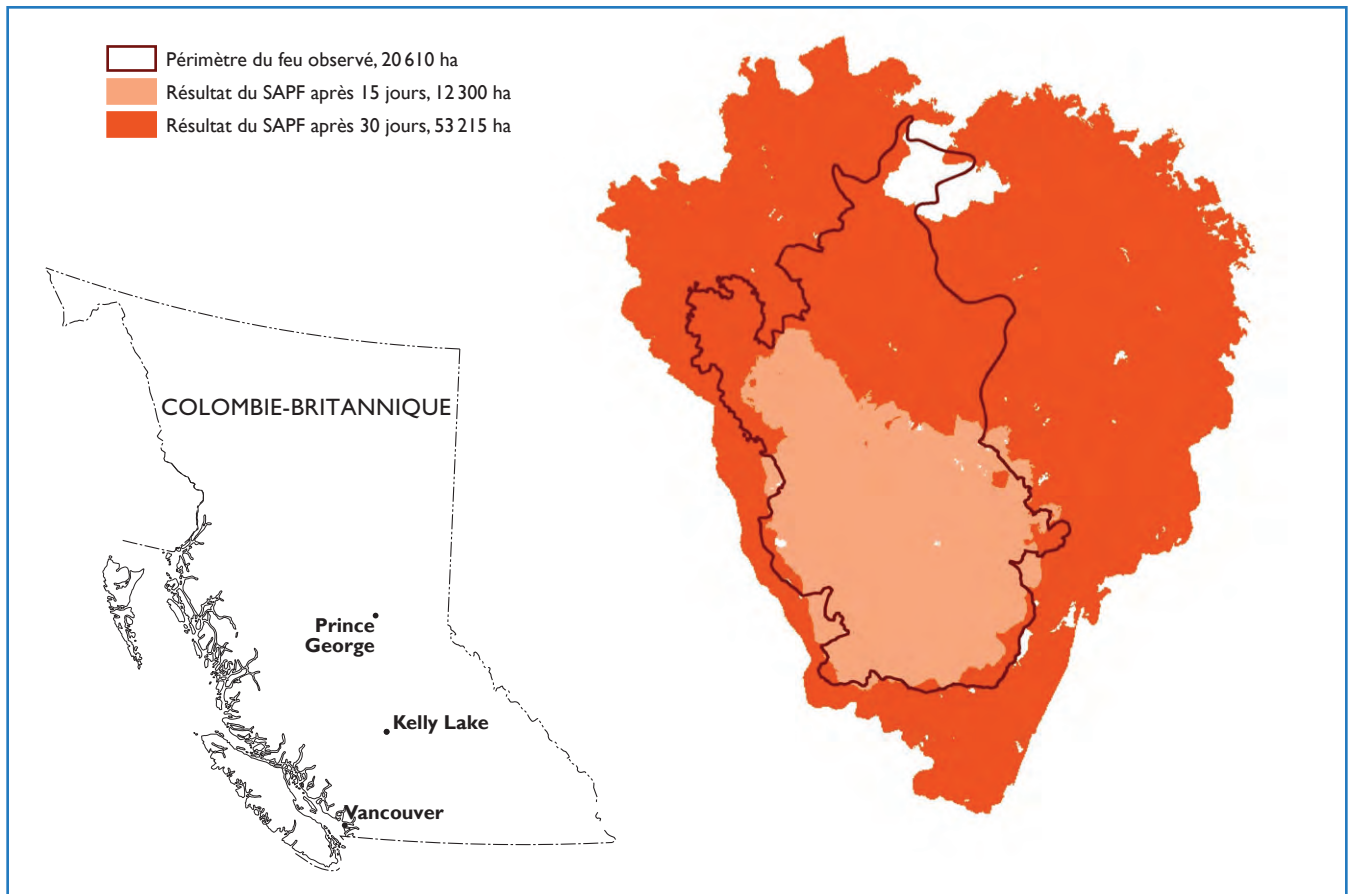 Périmètre du feu observé, 20 610 ha
Résultat du SAPF après 15 jours, 12 300 ha
Résultat du SAPF après 30 jours, 53 215 ha
COLOMBIE-BRITANNIQUE
Prince
George
Kelly Lake
Vancouver